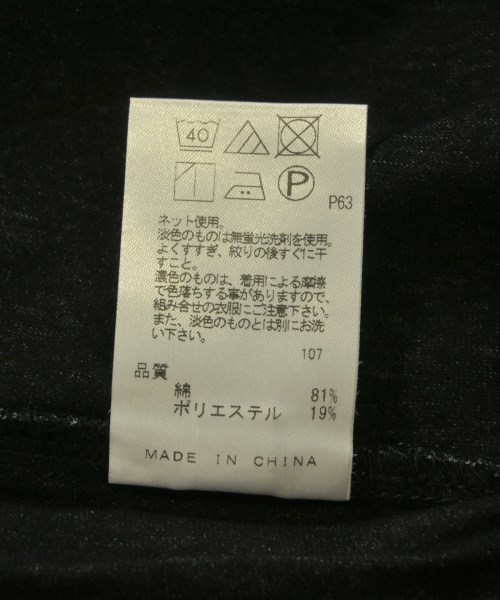 40
P
P63
ネット使用。
淡色のものは無蛍光洗剤を使用。
よくすすぎ、絞りの後すぐに干
すこと。
濃色のものは、着用による摩擦
で色落ちする事がありますので、
組み合せの衣服にご注意下さい。
また、淡色のものとは別にお洗
い下さい。
107
品質
綿 81%
ポリエステル 19%
MADE IN CHINA